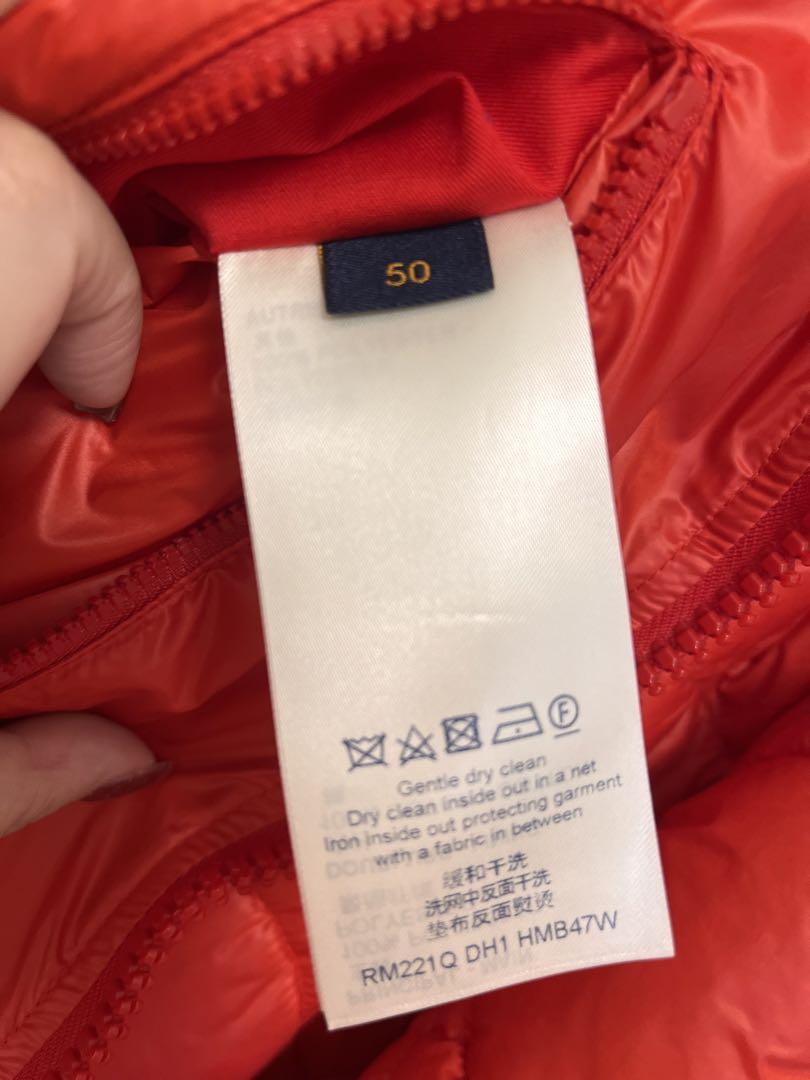 50
F
Gentle dry clean
Dry clean inside out in a net
Iron inside out protecting garment
with a fabric in between
缓和干洗
洗网中反面干洗
垫布反面熨烫
RM221Q DH1 HMB47W